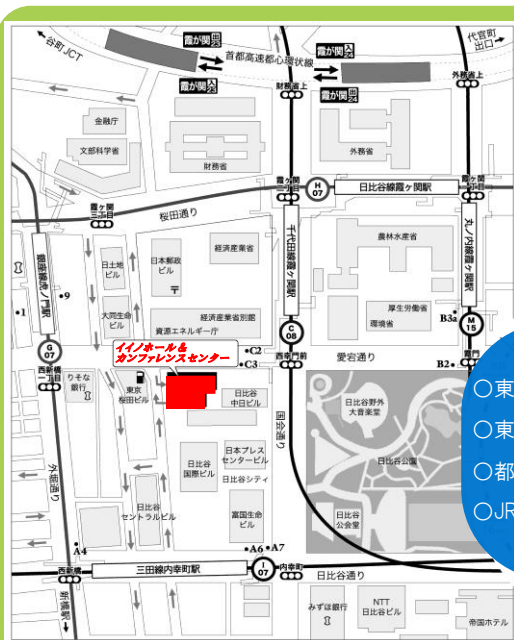 代官町
出口→
←
谷町JCT
霞が関
出
23
首都高速都心環状線
霞が関
入
24
霞が関
入
23
財務省上
霞が関
出
24
外務省上
金融庁
文部科学省
財務省
外務省
霞ヶ関
二丁目
H
07
日比谷線霞ヶ関駅
霞ヶ関
一丁目
霞ヶ関
三丁目
桜田通り
銀座線虎ノ門駅
日土地
ビル
日本郵政
ビル
〒
経済産業省
千代田線霞ヶ関駅
農林水産省
丸ノ内線霞ヶ関駅
•9
•1
大同生命
ビル
経済産業省別館
資源エネルギー庁
厚生労働省
環境省
B3a
M
15
イイノホール&
カンファレンスセンター
G
07
C
08
•C2
•C3
西新橋
一丁目
りそな
銀行
東京
桜田ビル
西幸門前
愛宕通り
霞門
B2•
日比谷
中日ビル
国会通り
日比谷野外
大音楽堂
○東
○東
○都
○JR
外堀通り
日比谷
国際ビル
日本プレス
センタービル
日比谷シティ
日比谷公園
日比谷
セントラルビル
富国生命
ビル
日比谷
公会堂
A4
•A6
•A7
西新橋
三田線内幸町駅
I
07
内幸町
日比谷通り
新橋駅
みずほ銀行
NTT
日比谷ビル
帝国ホテル